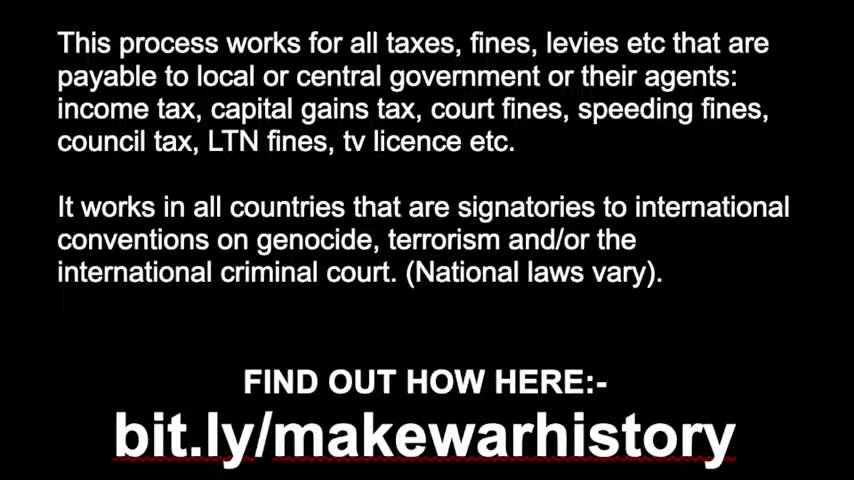 This process works for all taxes, fines, levies etc that are
payable to local or central government or their agents:
income tax, capital gains tax, court fines, speeding fines,
council tax, LTN fines, tv licence etc.
It works in all countries that are signatories to international
conventions on genocide, terrorism and/or the
international criminal court. (National laws vary).
FIND OUT HOW HERE:-
bit.ly/makewarhistory